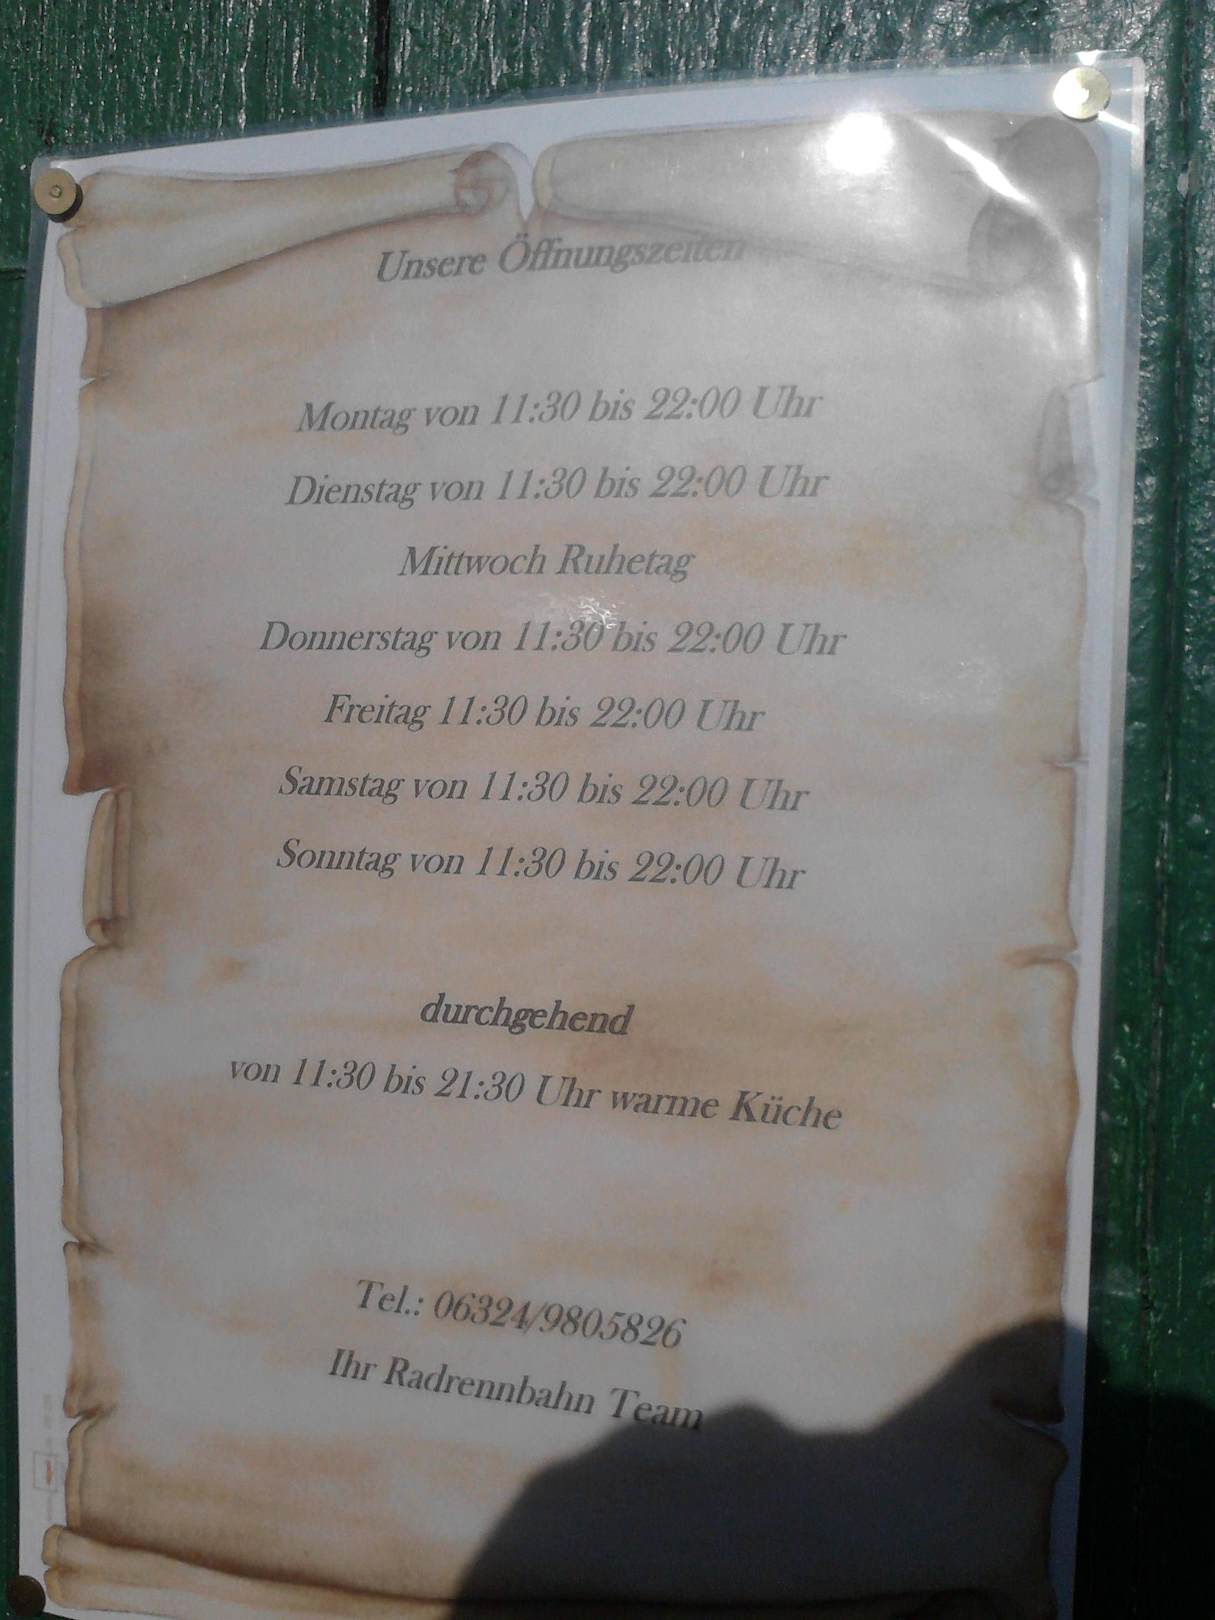 Unsere Öffnungszeiten
Montag von 11:30 bis 22:00 Uhr
Dienstag von 11:30 bis 22:00 Uhr
Mittwoch Ruhetag
Donnerstag von 11:30 bis 22:00 Uhr
Freitag 11:30 bis 22:00 Uhr
Samstag von 11:30 bis 22:00 Uhr
Sonntag von 11:30 bis 22:00 Uhr
durchgehend
von 11:30 bis 21:30 Uhr warme Küche
Tel.: 06324/9805826
Ihr Radrennbahn Team